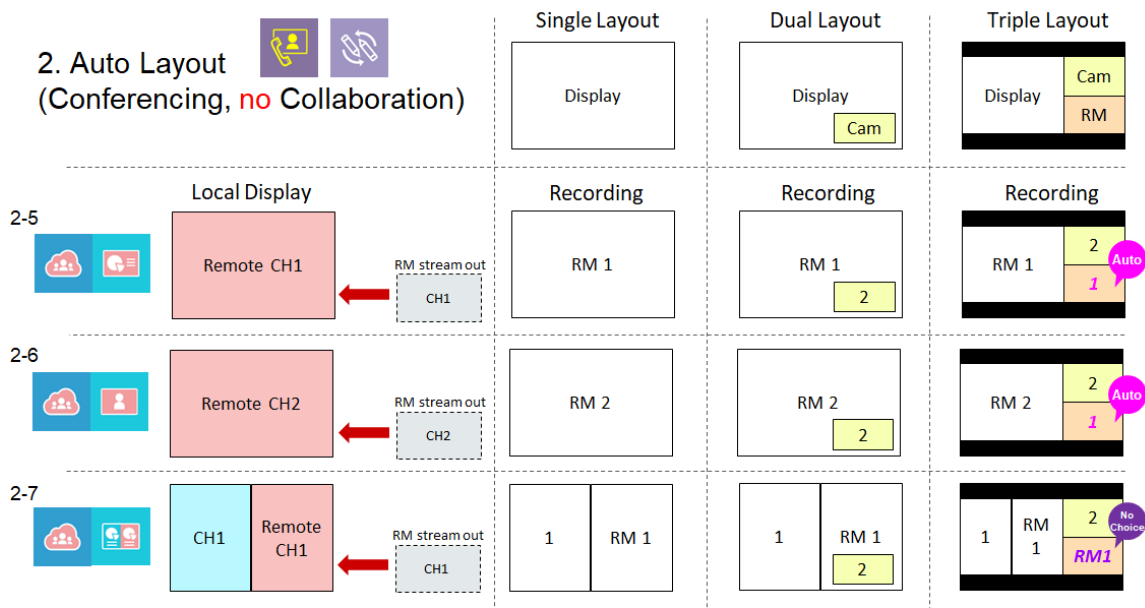 2. Auto Layout
(Conferencing, no Collaboration)
Single Layout
Dual Layout
Triple Layout
Display
Display
Cam
Display
Cam
RM
Local Display
Recording
Recording
Recording
2-5
Remote CH1
RM stream out
CH1
RM 1
RM 1
2
RM 1
2
1
Auto
2-6
Remote CH2
RM stream out
CH2
RM 2
RM 2
2
RM 2
2
1
Auto
2-7
CH1
Remote
CH1
RM stream out
CH1
1
RM 1
1
RM 1
2
1
RM
1
2
RM1
No
Choice